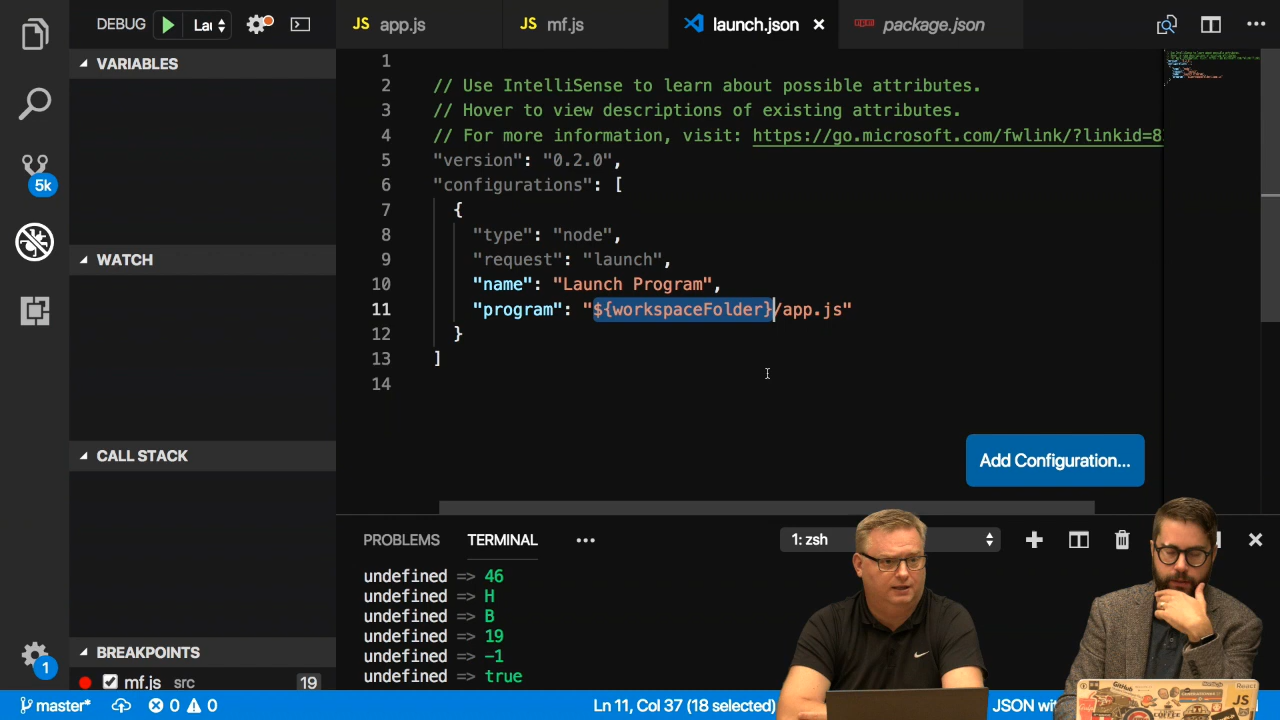 DEBUG
Lau
JS app.js
JS mf.js
launch.json
package.json
VARIABLES
1
2 // Use IntelliSense to learn about possible attributes.
3 // Hover to view descriptions of existing attributes.
4 // For more information, visit: https://go.microsoft.com/fwlink/?linkid=8
5 "version": "0.2.0",
5k
6 "configurations": [
7 {
8 "type": "node",
9 "request": "launch",
WATCH
10 "name": "Launch Program",
11 "program": "${workspaceFolder}/app.js"
12 }
13 ]
14
CALL STACK
Add Configuration...
PROBLEMS TERMINAL ••• 1: zsh
undefined => 46
undefined => H
undefined => B
undefined => 19
undefined => -1
undefined => true
BREAKPOINTS
1
mf.js src 19
master* 0 0 Ln 11, Col 37 (18 selected) JSON wit
GitHub
React
JS